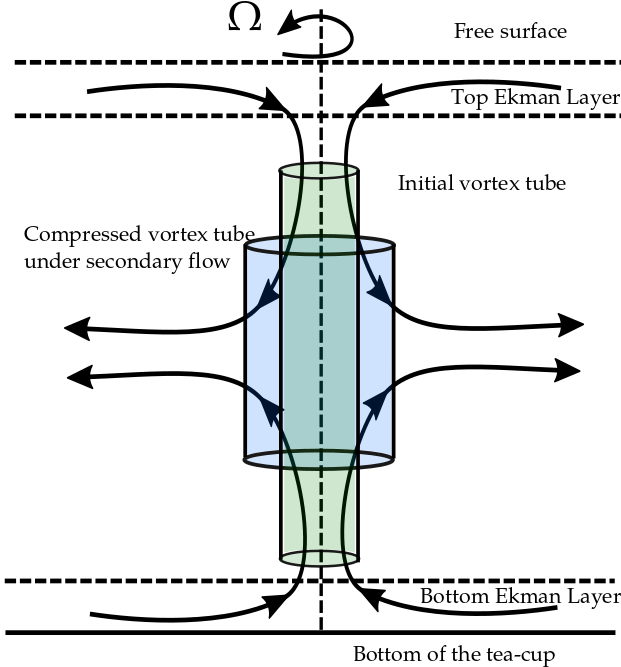 Ω
Free surface
Top Ekman Layer
Initial vortex tube
Compressed vortex tube
under secondary flow
Bottom Ekman Layer
Bottom of the tea-cup